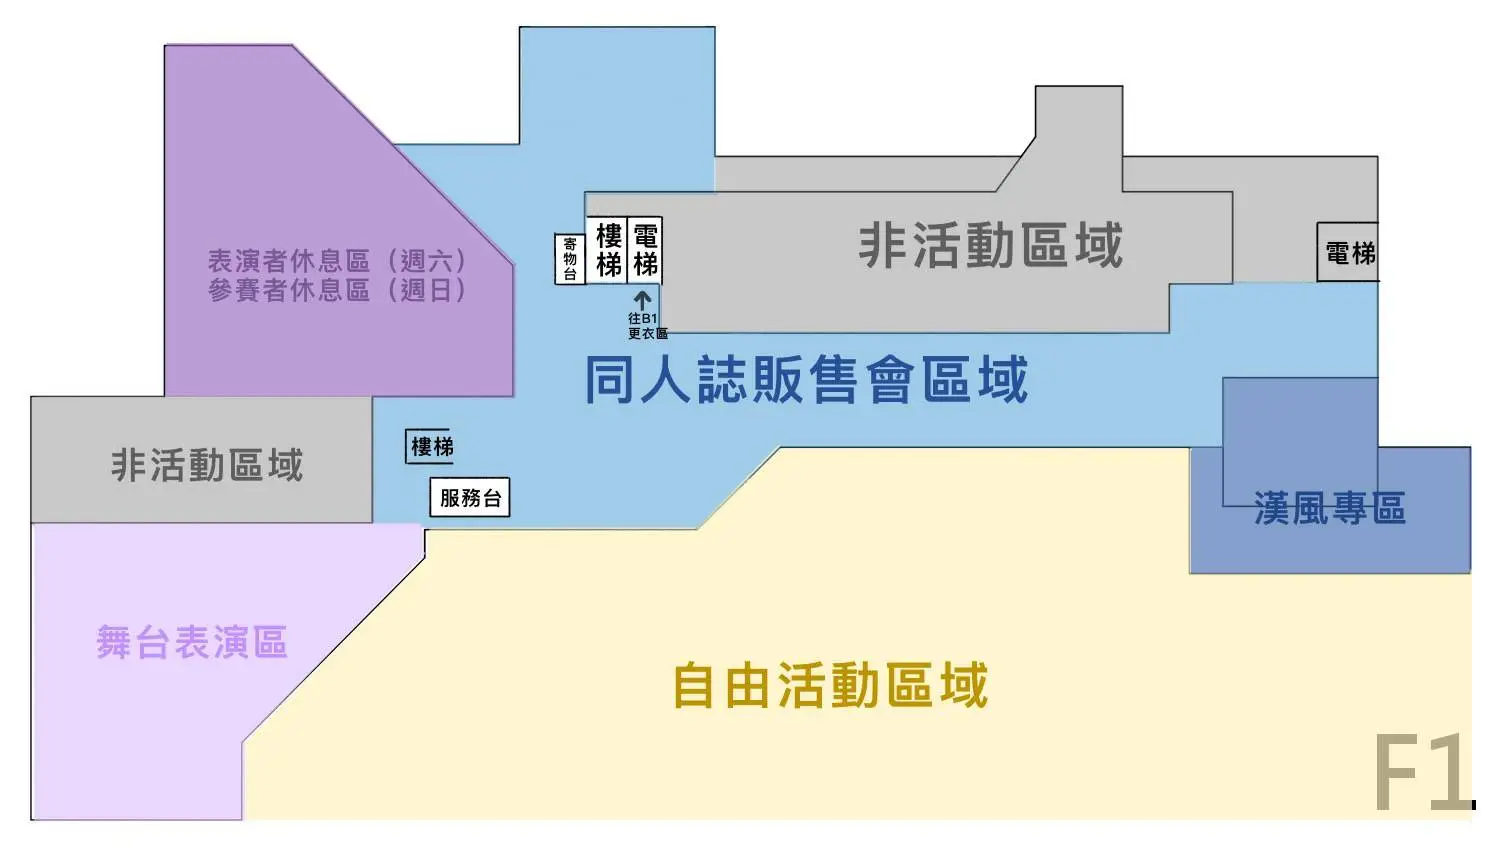 表演者休息區（週六）
參賽者休息區（週日）
寄物台
樓梯
電梯
往B1
更衣區
非活動區域
電梯
同人誌販售會區域
非活動區域
樓梯
服務台
漢風專區
舞台表演區
自由活動區域
F1